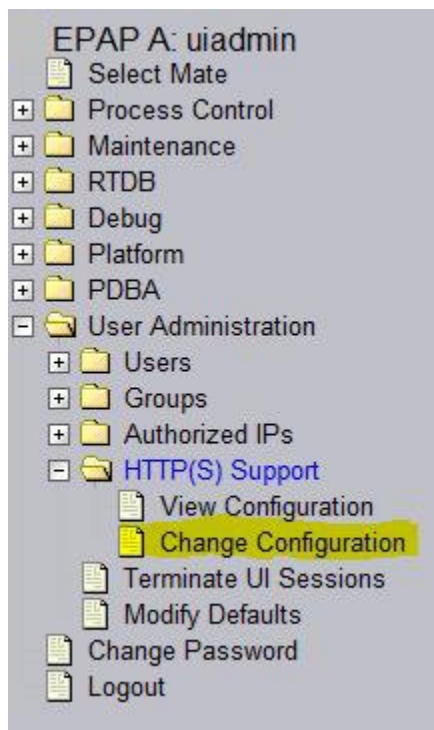 EPAP A: uiadmin
Select Mate
Process Control
Maintenance
RTDB
Debug
Platform
PDBA
User Administration
Users
Groups
Authorized IPs
HTTP(S) Support
View Configuration
Change Configuration
Terminate UI Sessions
Modify Defaults
Change Password
Logout